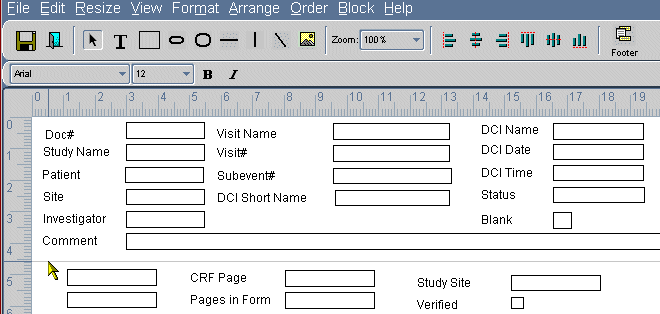 File Edit Resize View Format Arrange Order Block Help
T Zoom: 100% Footer
Arial 12 B I
0 1 2 3 4 5 6 7 8 9 10 11 12 13 14 15 16 17 18 19
0
Doc# Visit Name DCI Name
1
Study Name Visit# DCI Date
Patient Subevent# DCI Time
2
Site DCI Short Name Status
3
Investigator Blank
Comment
4
5
CRF Page Study Site
6
Pages in Form Verified